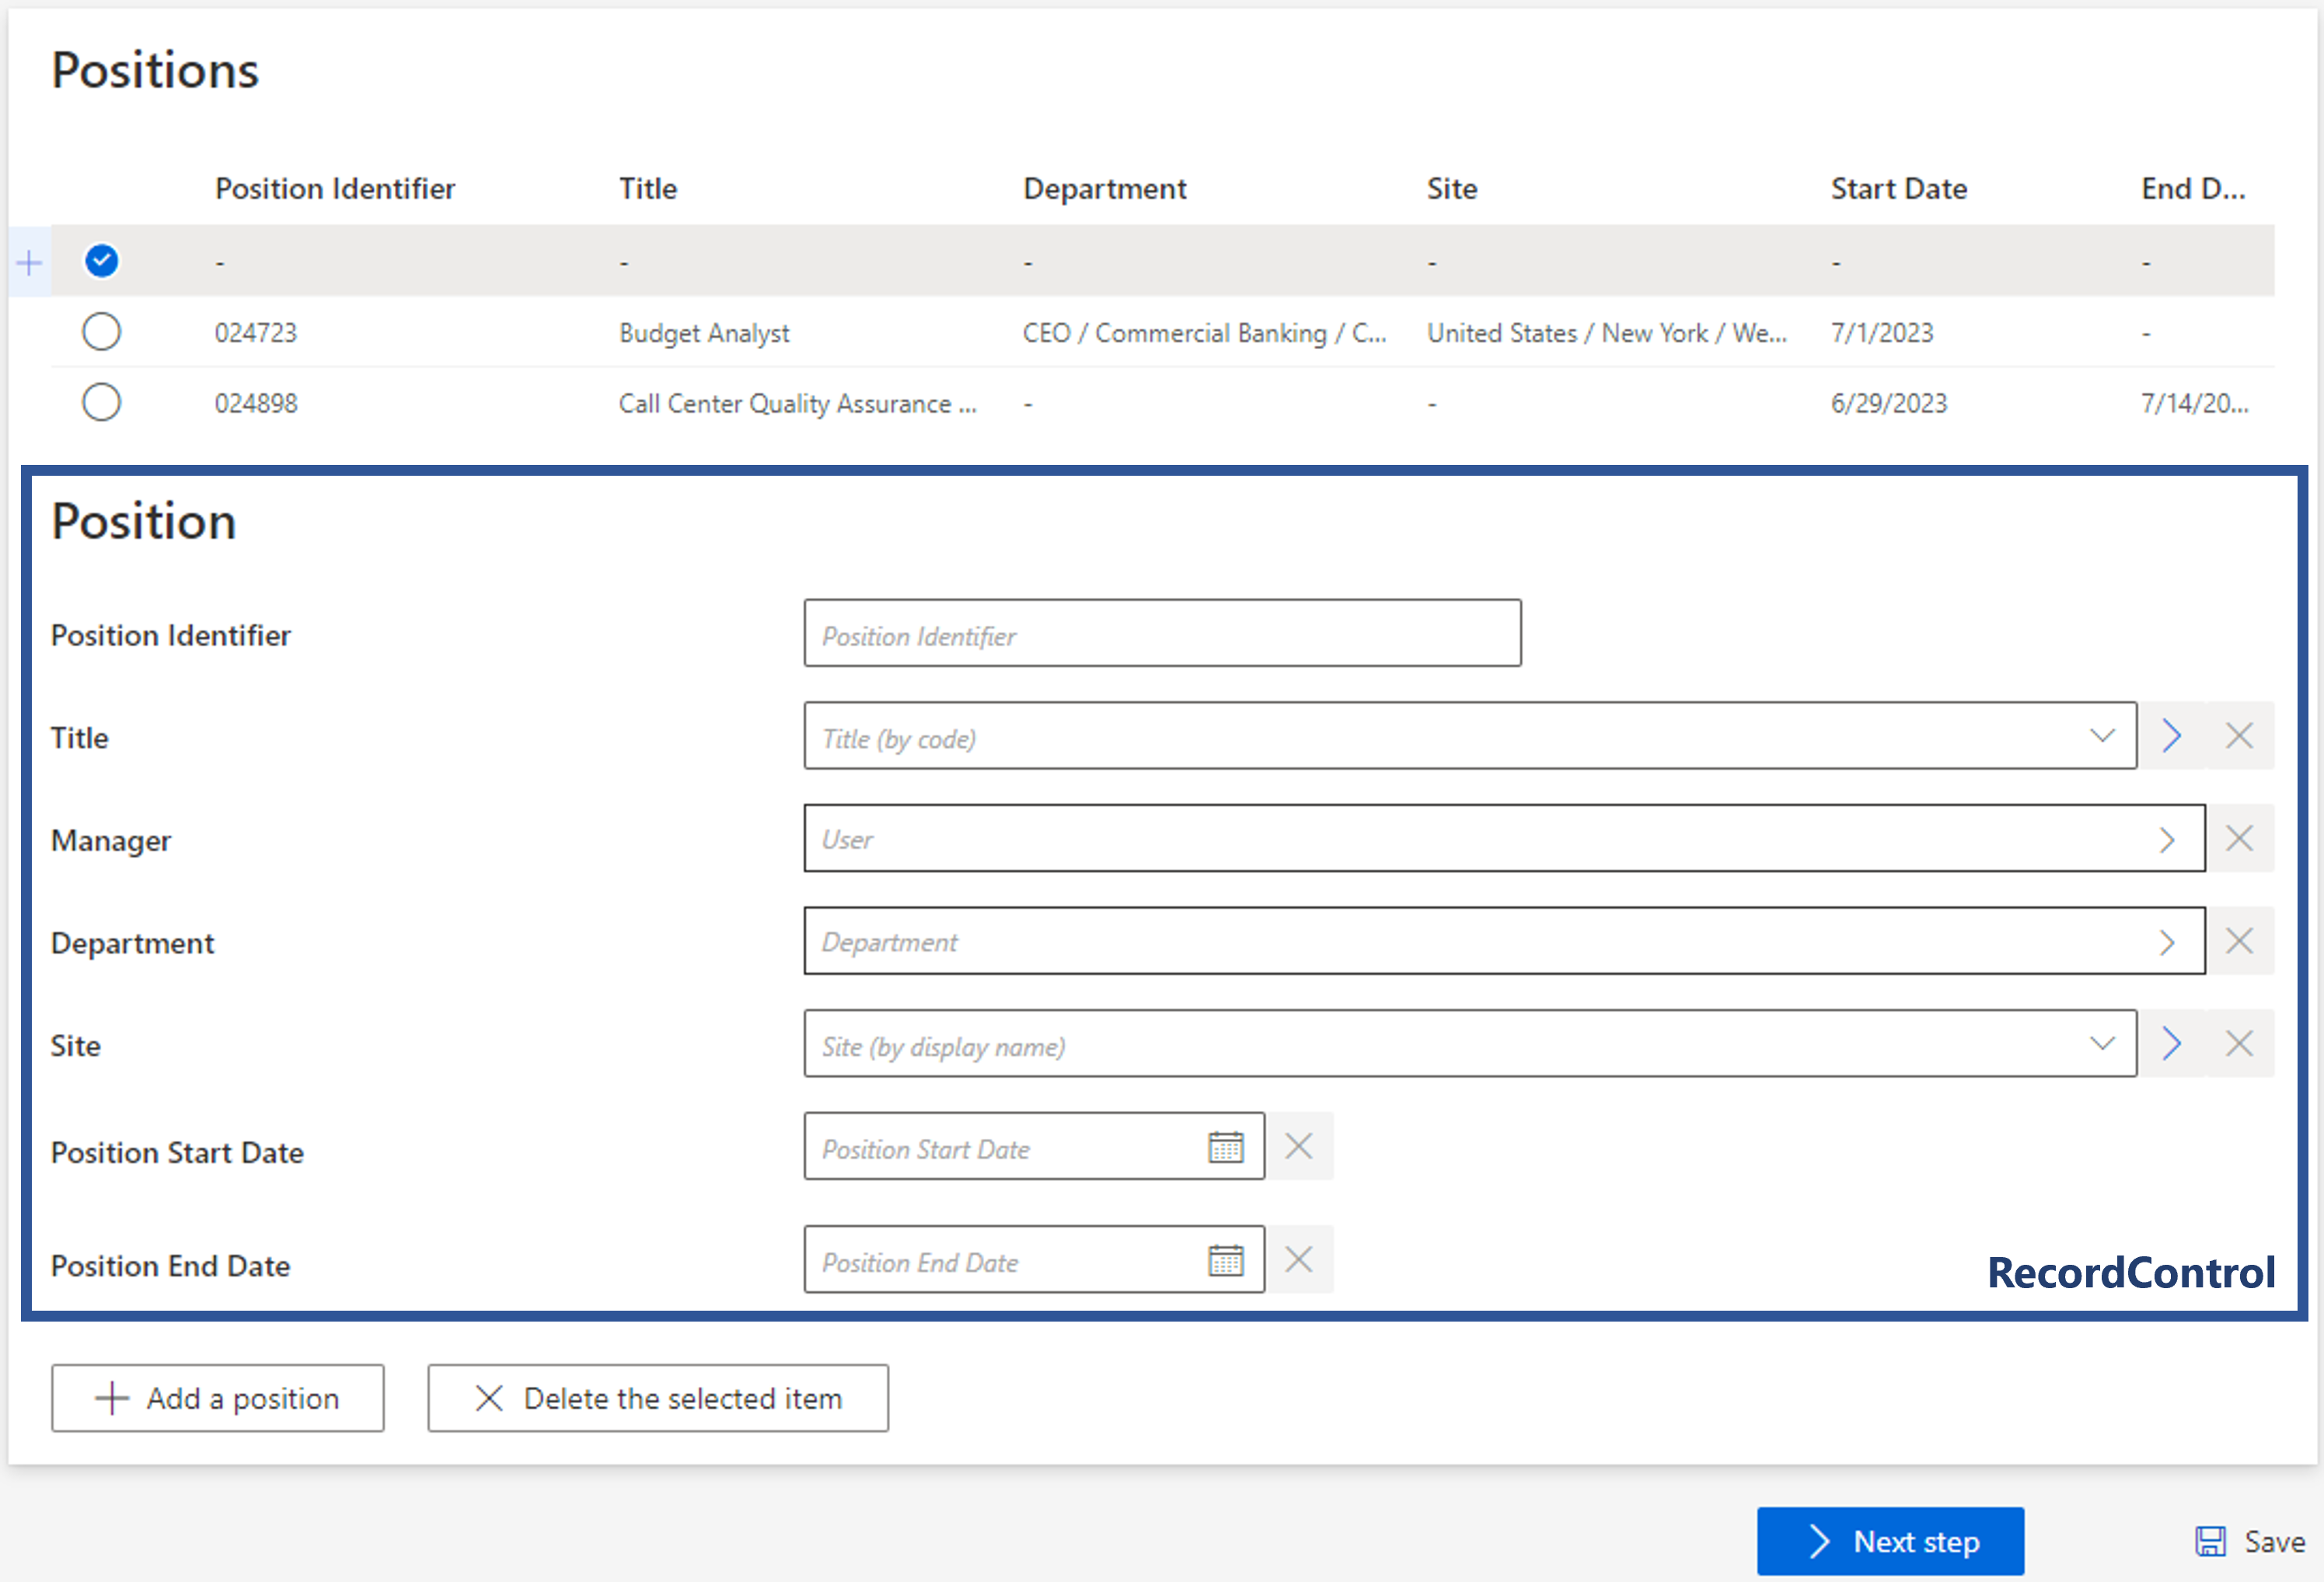 Positions
Position Identifier Title Department Site Start Date End D...
- - - - - -
024723 Budget Analyst CEO / Commercial Banking / C... United States / New York / We... 7/1/2023 -
024898 Call Center Quality Assurance ... - - 6/29/2023 7/14/20...
Position
Position Identifier Position Identifier
Title Title (by code)
Manager User
Department Department
Site Site (by display name)
Position Start Date Position Start Date
Position End Date Position End Date
RecordControl
Add a position Delete the selected item
Next step Save